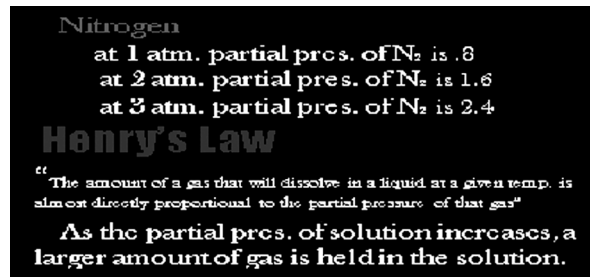 Nitrogen
at 1 atm. partial pres. of N₂ is .8
at 2 atm. partial pres. of N₂ is 1.6
at 3 atm. partial pres. of N₂ is 2.4
Henry's Law
"The amount of a gas that will dissolve in a liquid at a given temp. is
almost directly proportional to the partial pressure of that gas"
As the partial pres. of solution increases, a
larger amount of gas is held in the solution.